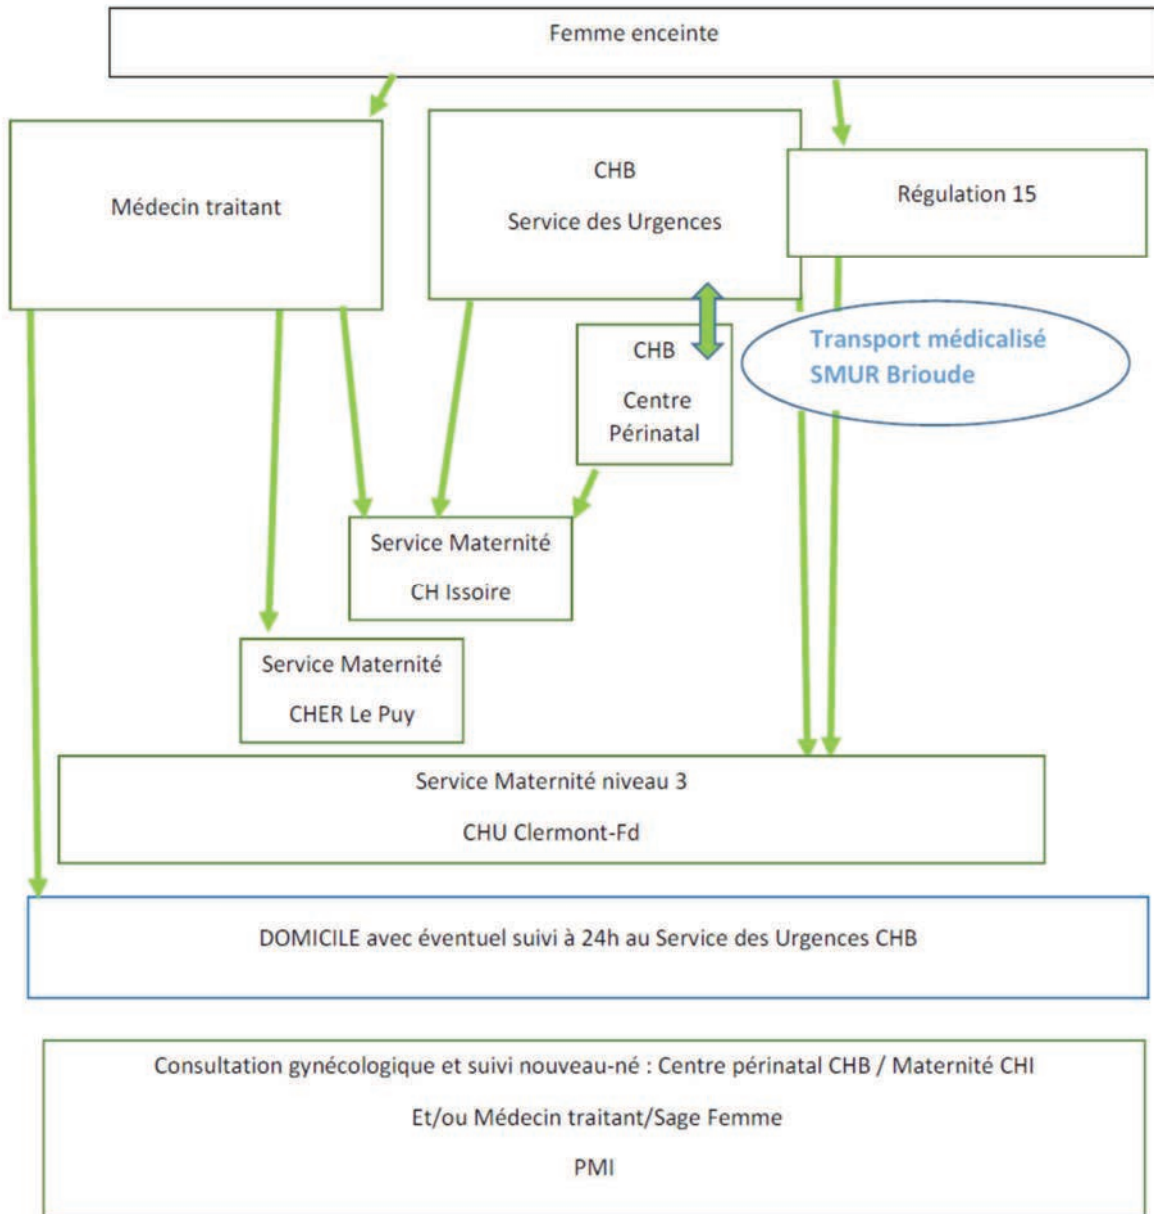 Femme enceinte
Médecin traitant
CHB
Service des Urgences
Régulation 15
Transport médicalisé
SMUR Brioude
CHB
Centre
Périnatal
Service Maternité
CH Issoire
Service Maternité
CHER Le Puy
Service Maternité niveau 3
CHU Clermont-Fd
DOMICILE avec éventuel suivi à 24h au Service des Urgences CHB
Consultation gynécologique et suivi nouveau-né : Centre périnatal CHB / Maternité CHI
Et/ou Médecin traitant/Sage Femme
PMI